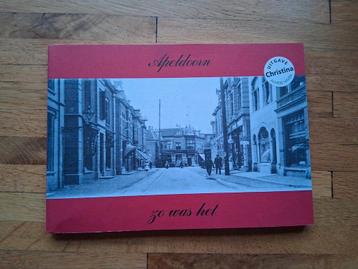 Apeldoorn
UITGAVE
Christina
zo was het